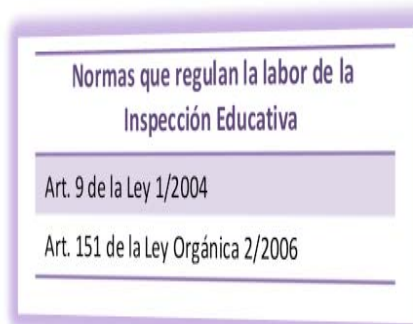 Normas que regulan la labor de la
Inspección Educativa
Art. 9 de la Ley 1/2004
Art. 151 de la Ley Orgánica 2/2006